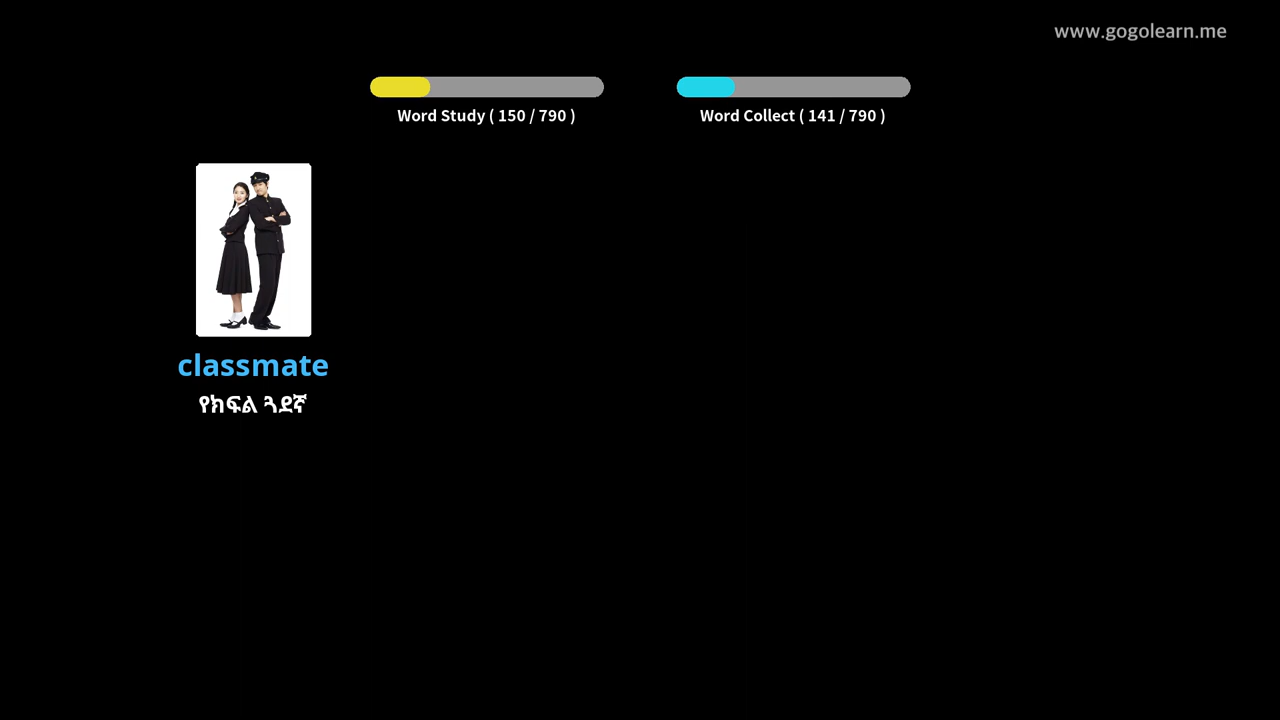 www.gogolearn.me
Word Study ( 150 / 790 )
Word Collect ( 141 / 790 )
classmate
የክፍል ጓደኛ